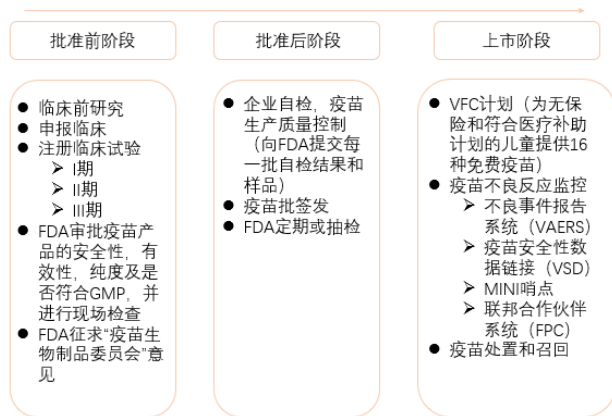 批准前阶段
批准后阶段
上市阶段
● 临床前研究
● 申报临床
● 注册临床试验
➢ I期
➢ II期
➢ III期
● FDA审批疫苗产
品的安全性，有
效性，纯度及是
否符合GMP，并
进行现场检查
● FDA征求“疫苗生
物制品委员会”意
见
● 企业自检，疫苗
生产质量控制
（向FDA提交每
一批自检结果和
样品）
● 疫苗批签发
● FDA定期或抽检
● VFC计划（为无保
险和符合医疗补助
计划的儿童提供16
种免费疫苗）
● 疫苗不良反应监控
➢ 不良事件报告
系统（VAERS）
➢ 疫苗安全性数
据链接（VSD）
➢ MINI哨点
➢ 联邦合作伙伴
系统（FPC）
● 疫苗处置和召回